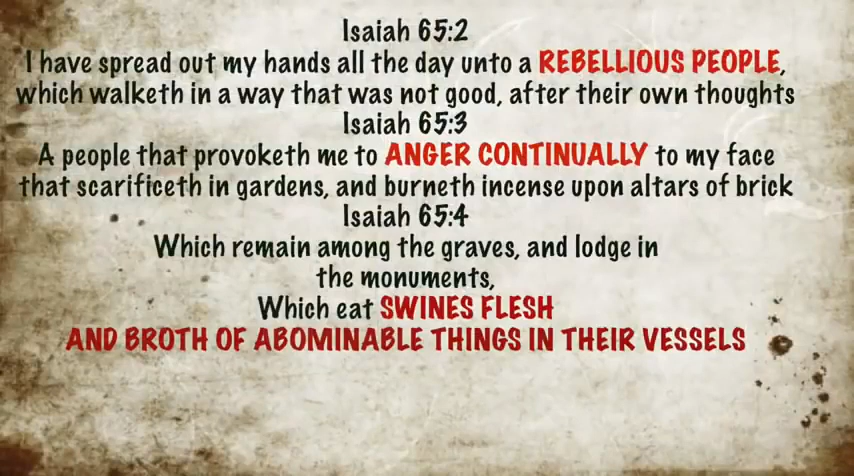 Isaiah 65:2
I have spread out my hands all the day unto a REBELLIOUS PEOPLE,
which walketh in a way that was not good, after their own thoughts
Isaiah 65:3
A people that provoketh me to ANGER CONTINUALLY to my face
that scarificeth in gardens, and burneth incense upon altars of brick
Isaiah 65:4
Which remain among the graves, and lodge in
the monuments,
Which eat SWINES FLESH
AND BROTH OF ABOMINABLE THINGS IN THEIR VESSELS